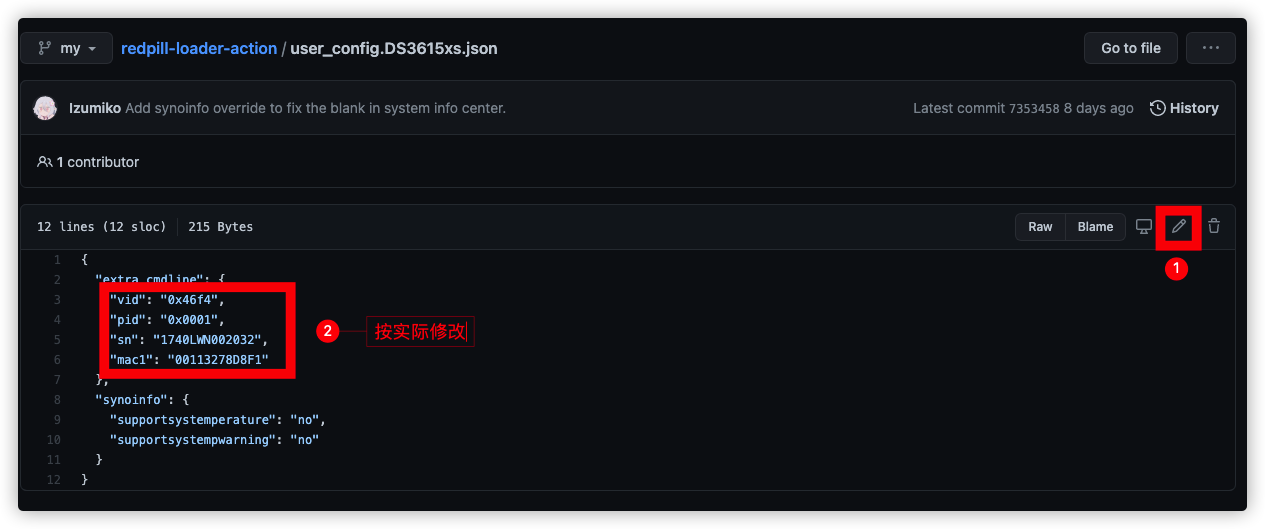 my redpill-loader-action / user_config.DS3615xs.json Go to file ···
Izumiko Add synoinfo override to fix the blank in system info center. Latest commit 7353458 8 days ago History
1 contributor
12 lines (12 sloc) 215 Bytes Raw Blame
1
1 {
2 "extra_cmdline": {
3 "vid": "0x46f4",
4 "pid": "0x0001",
5 "sn": "1740LWN002032",
2 按实际修改
6 "mac1": "00113278D8F1"
7 },
8 "synoinfo": {
9 "supportsystemperature": "no",
10 "supportsystempwarning": "no"
11 }
12 }